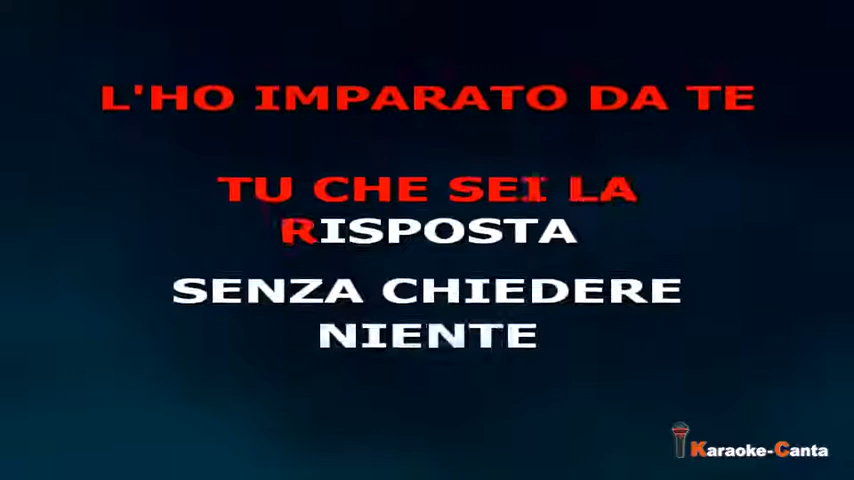 L'HO IMPARATO DA TE
TU CHE SEI LA
RISPOSTA
SENZA CHIEDERE
NIENTE
Karaoke-Canta